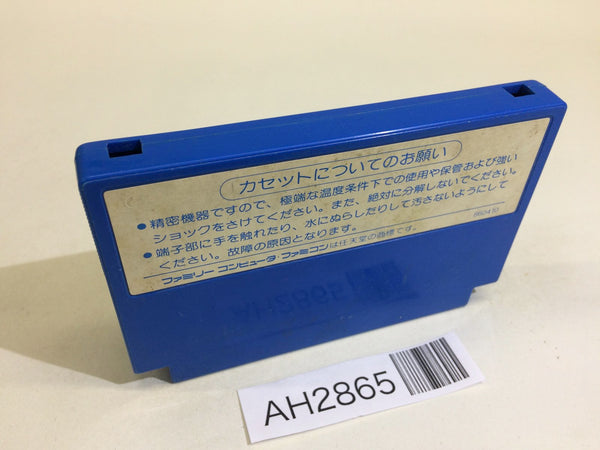 カセットについてのお願い
●精密機器ですので、極端な温度条件下での使用や保管および強い
ショックをさけてください。また、絶対に分解しないでください。
●端子部に手を触れたり、水にぬらしたりして汚さないようにして
ください。故障の原因となります。
860410
ファミリー コンピュータ・ファミコンは任天堂の商標です。
AH2865
AH2865